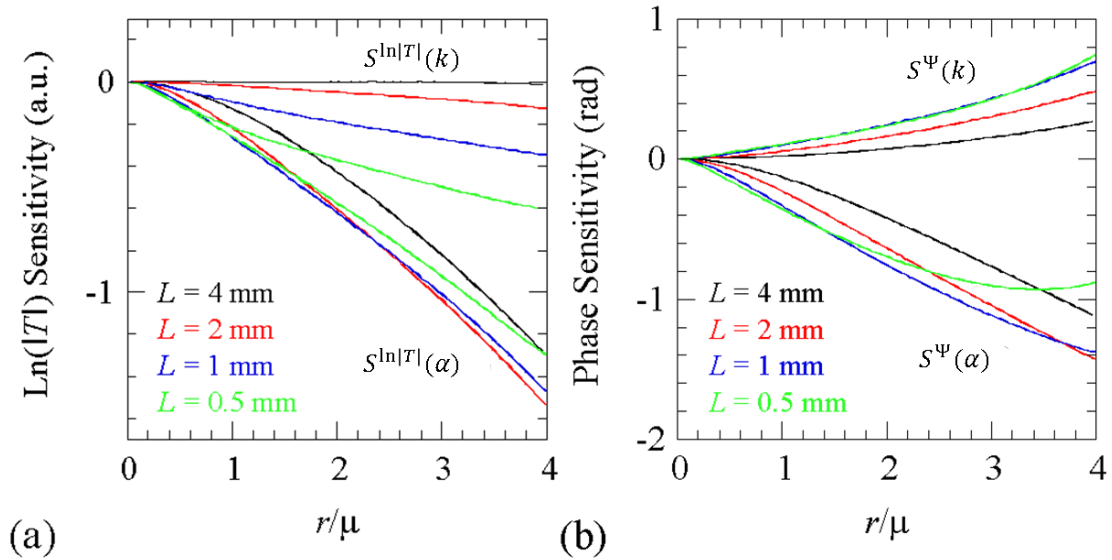 Ln(|T|) Sensitivity (a.u.)
0
-1
S^ln|T|(k)
L = 4 mm
L = 2 mm
L = 1 mm
L = 0.5 mm
S^ln|T|(α)
0 1 2 3 4
r/μ
(a)
Phase Sensitivity (rad)
1
0
-1
-2
S^Ψ(k)
L = 4 mm
L = 2 mm
L = 1 mm
L = 0.5 mm
S^Ψ(α)
0 1 2 3 4
r/μ
(b)